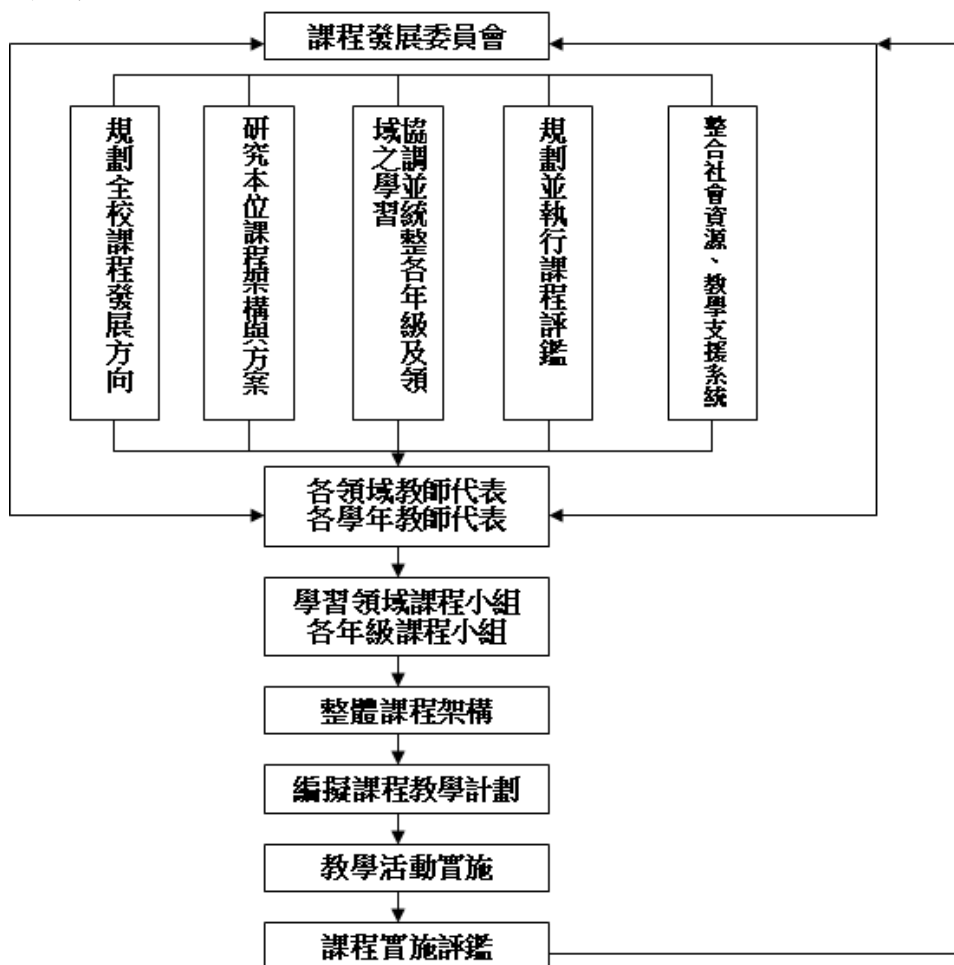 課程發展委員會
規劃全校課程發展方向
研究本位課程架構與方案
協調並統整各年級及領
域之學習
規劃並執行課程評鑑
整合社會資源、教學支援系統
各領域教師代表
各學年教師代表
學習領域課程小組
各年級課程小組
整體課程架構
編擬課程教學計劃
教學活動實施
課程實施評鑑